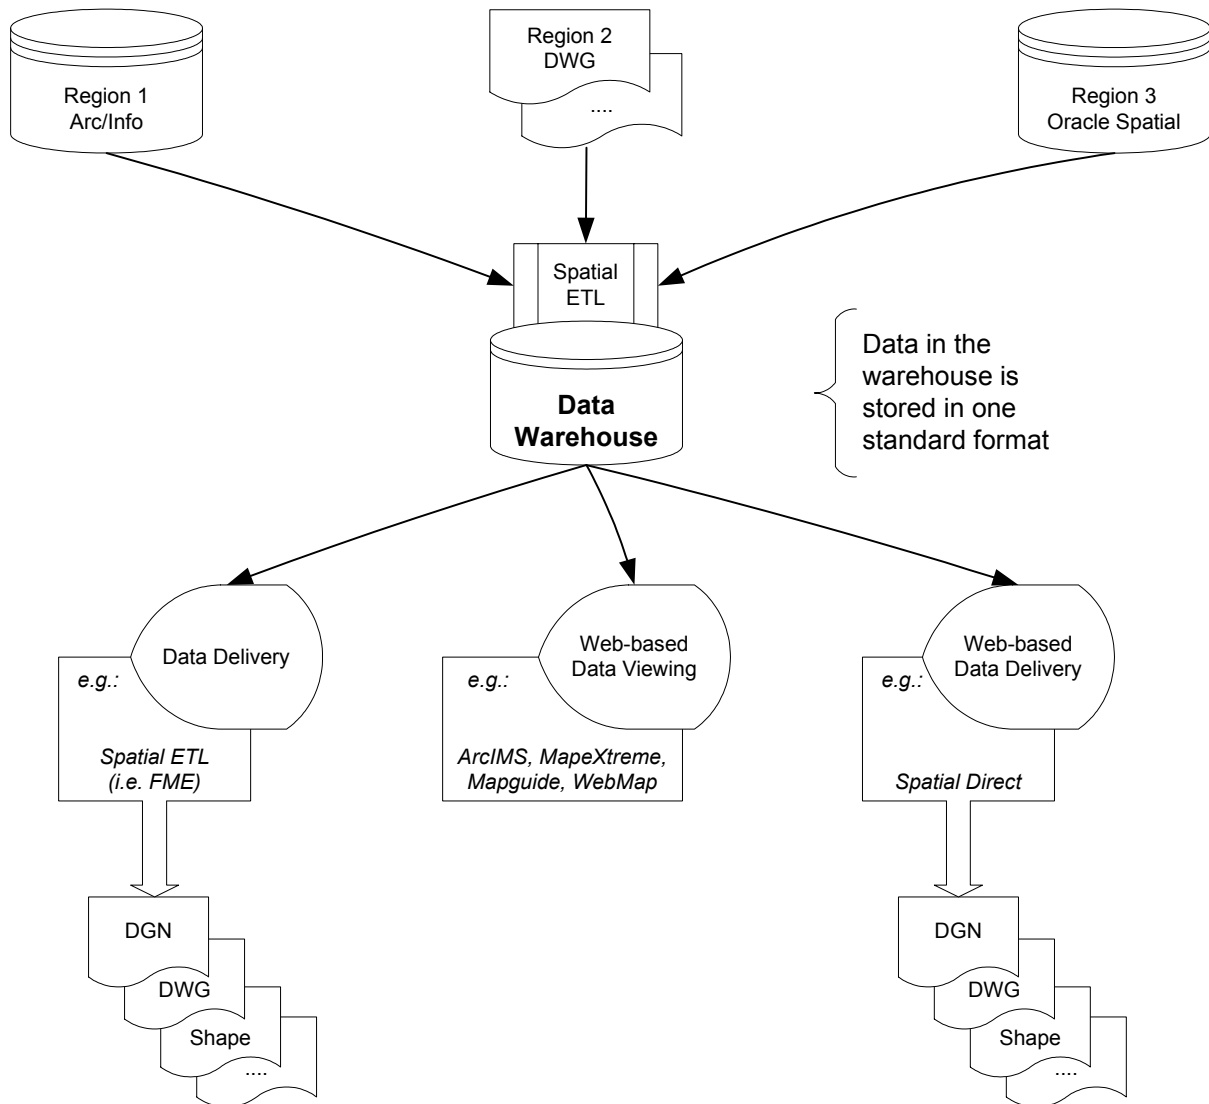 Region 1
Arc/Info
Region 2
DWG
....
Region 3
Oracle Spatial
Spatial
ETL
Data
Warehouse
Data in the
warehouse is
stored in one
standard format
Data Delivery
e.g.:
Spatial ETL
(i.e. FME)
Web-based
Data Viewing
e.g.:
ArcIMS, MapeXtreme,
Mapguide, WebMap
Web-based
Data Delivery
e.g.:
Spatial Direct
DGN
DWG
Shape
....
DGN
DWG
Shape
....